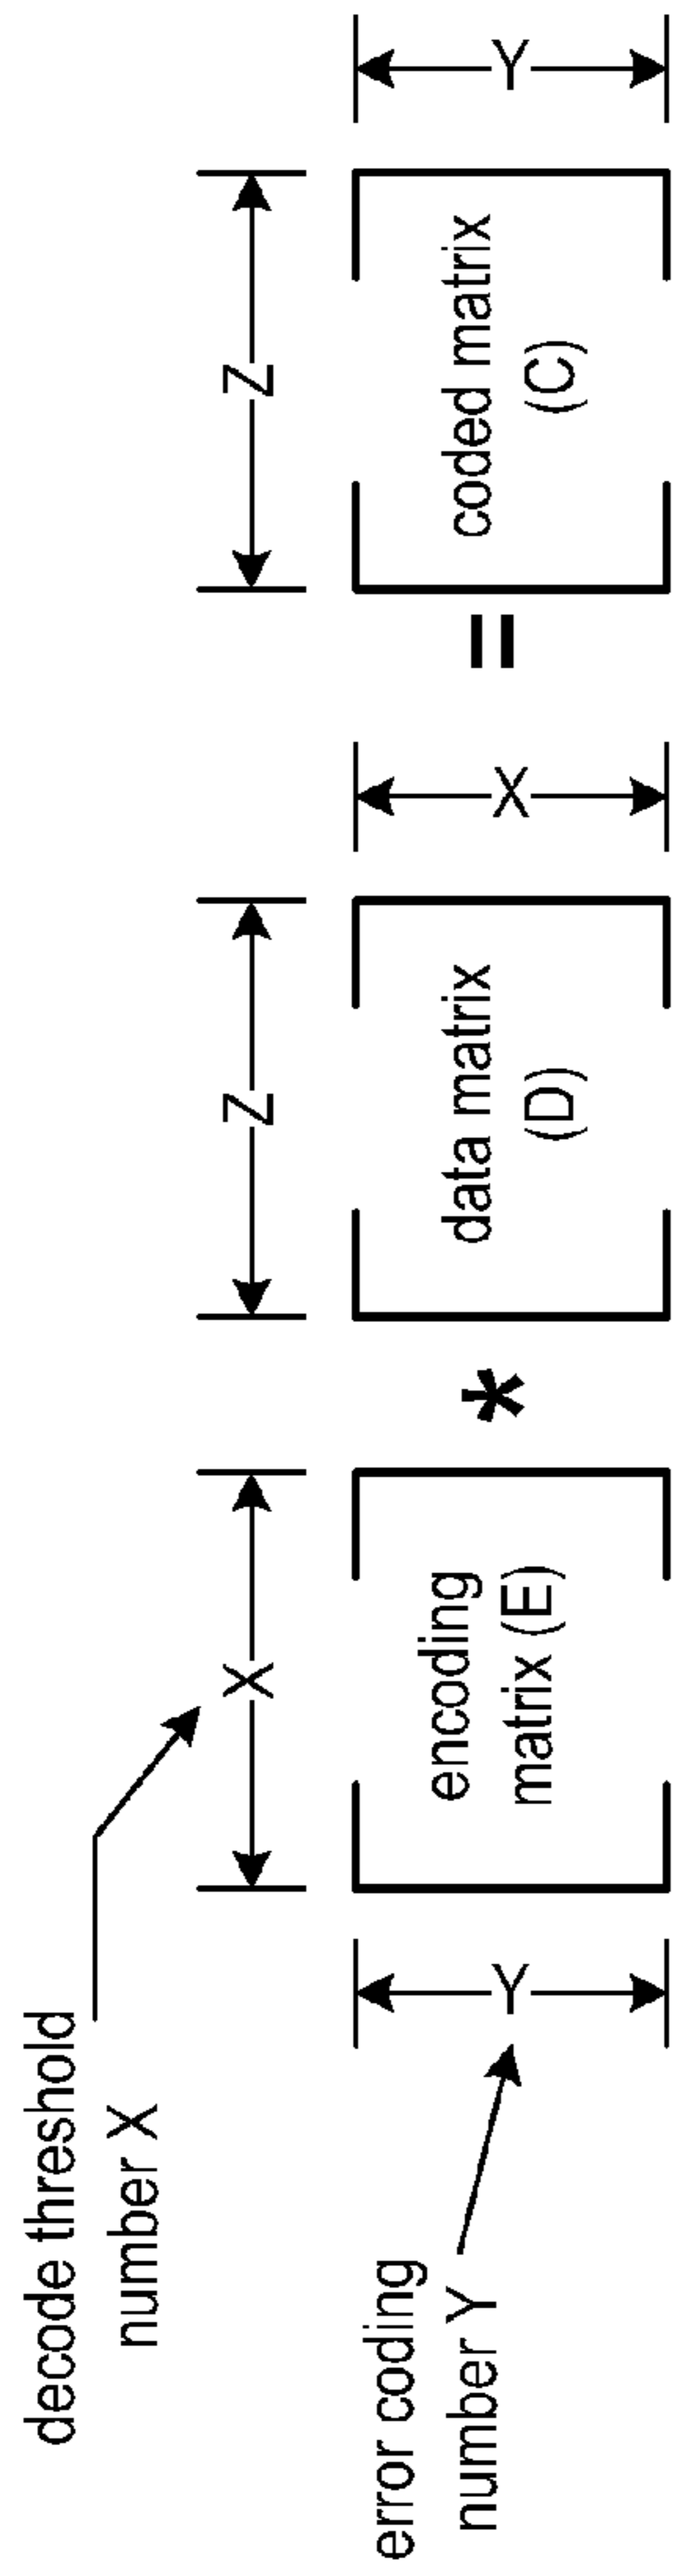 decode threshold
number X
X
Z
Z
error coding
number Y
Y
encoding
matrix (E)
*
data matrix
(D)
X
=
coded matrix
(C)
Y